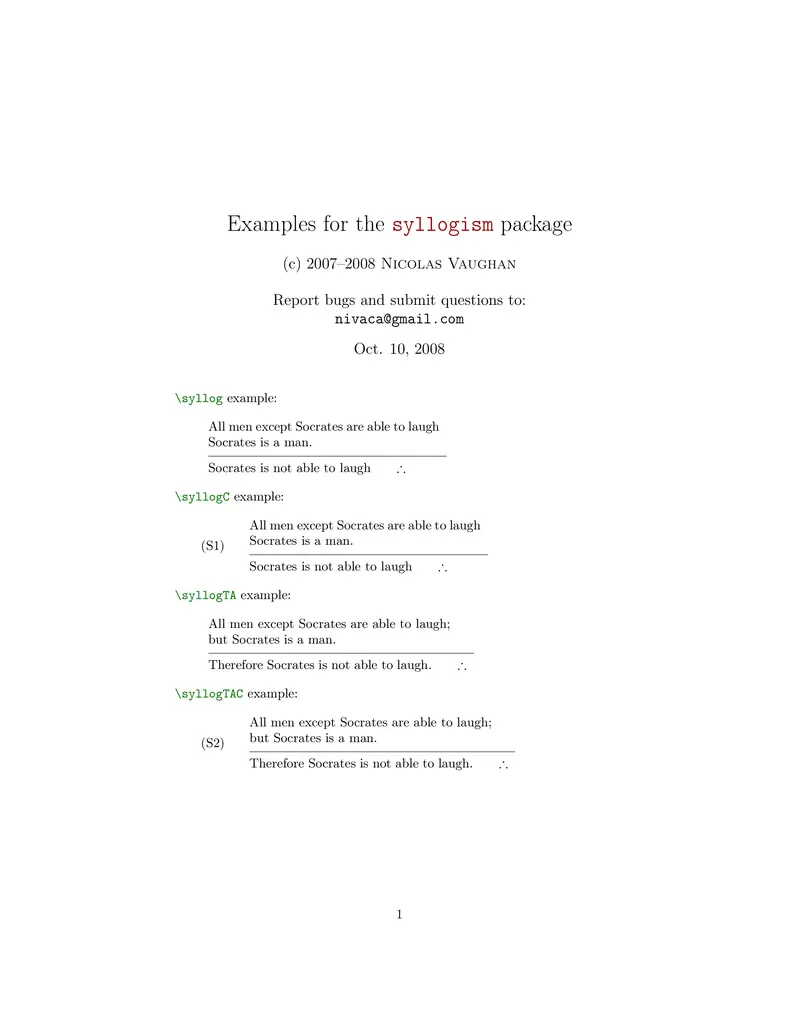 Examples for the syllogism package
(c) 2007–2008 Nicolas Vaughan
Report bugs and submit questions to:
nivaca@gmail.com
Oct. 10, 2008
\syllog example:
All men except Socrates are able to laugh
Socrates is a man.
Socrates is not able to laugh ∴
\syllogC example:
All men except Socrates are able to laugh
(S1) Socrates is a man.
Socrates is not able to laugh ∴
\syllogTA example:
All men except Socrates are able to laugh;
but Socrates is a man.
Therefore Socrates is not able to laugh. ∴
\syllogTAC example:
All men except Socrates are able to laugh;
(S2) but Socrates is a man.
Therefore Socrates is not able to laugh. ∴
1